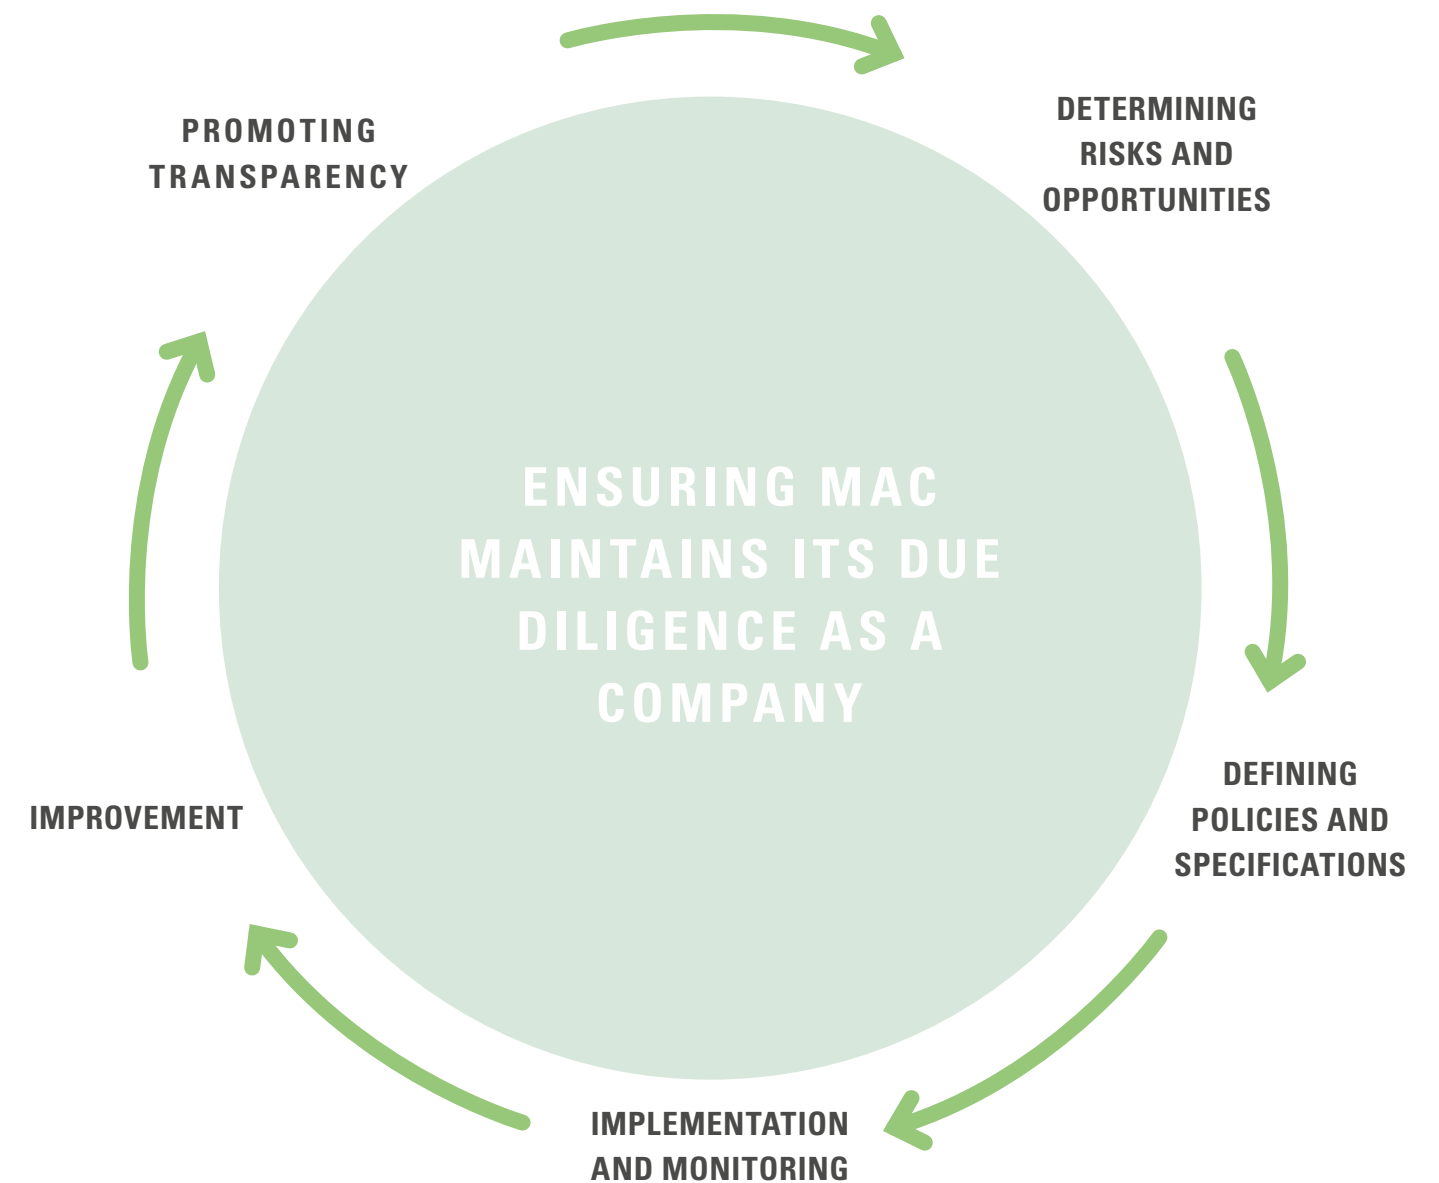 PROMOTING
TRANSPARENCY
DETERMINING
RISKS AND
OPPORTUNITIES
ENSURING MAC
MAINTAINS ITS DUE
DILIGENCE AS A
COMPANY
DEFINING
POLICIES AND
SPECIFICATIONS
IMPROVEMENT
IMPLEMENTATION
AND MONITORING